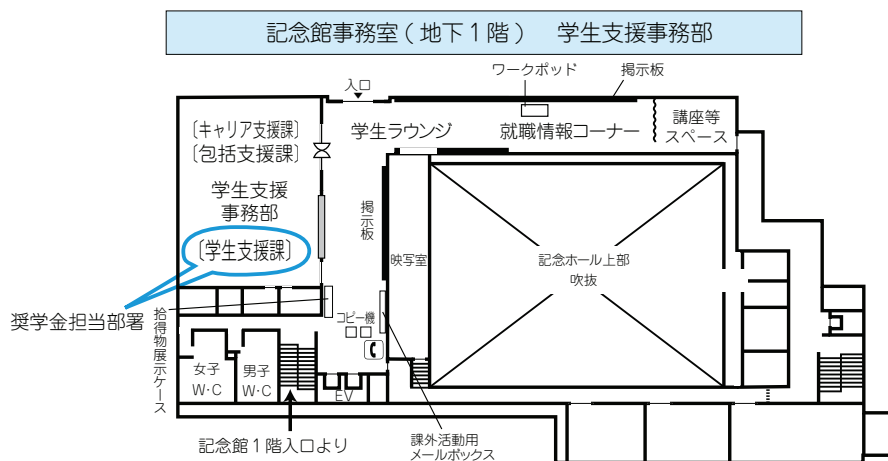 記念館事務室(地下1階) 学生支援事務部
ワークポッド
掲示板
入口
〔キャリア支援課〕
〔包括支援課〕
学生ラウンジ
就職情報コーナー
講座等
スペース
学生支援
事務部
掲示板
〔学生支援課〕
映写室
記念ホール上部
吹抜
奨学金担当部署
拾得物展示ケース
コピー機
女子
W・C
男子
W・C
EV
記念館1階入口より
課外活動用
メールボックス